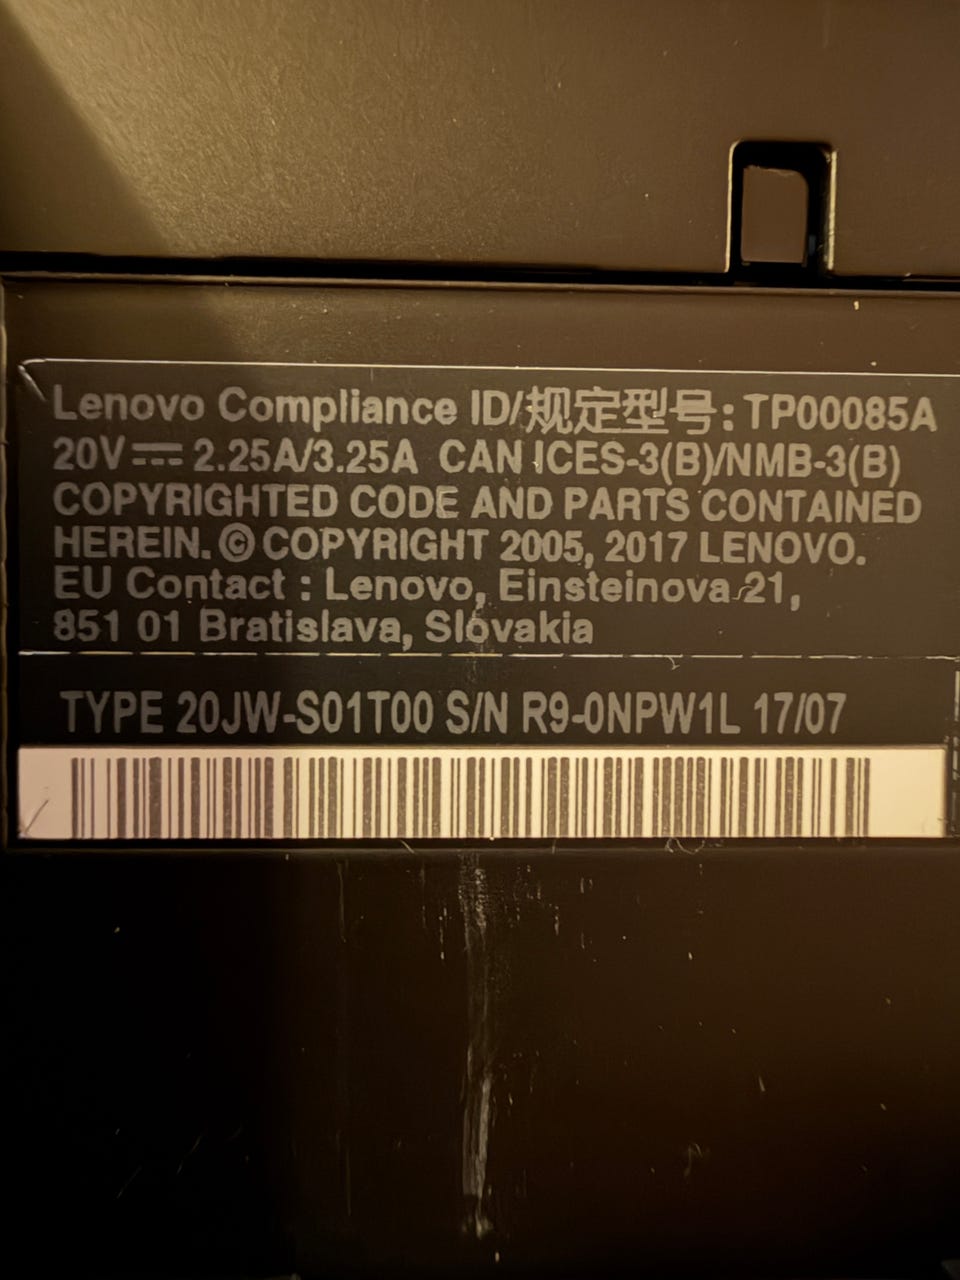 Lenovo Compliance ID/规定型号: TP00085A
20V⎓ 2.25A/3.25A CAN ICES-3(B)/NMB-3(B)
COPYRIGHTED CODE AND PARTS CONTAINED
HEREIN. © COPYRIGHT 2005, 2017 LENOVO.
EU Contact : Lenovo, Einsteinova 21,
851 01 Bratislava, Slovakia
TYPE 20JW-S01T00 S/N R9-0NPW1L 17/07